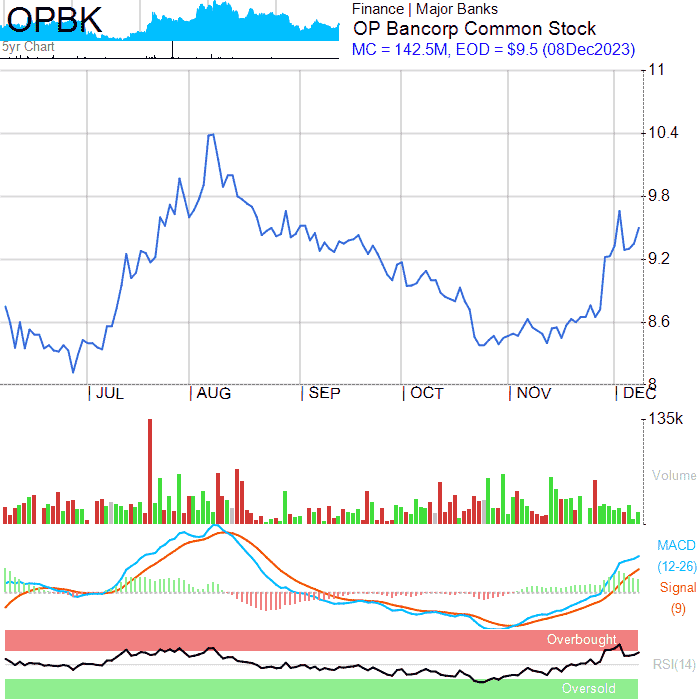 OPBK
5yr Chart
Finance | Major Banks
OP Bancorp Common Stock
MC = 142.5M, EOD = $9.5 (08Dec2023)
11
10.4
9.8
9.2
8.6
8
JUL AUG SEP OCT NOV DEC
135k
Volume
MACD
(12-26)
Signal
(9)
Overbought
RSI(14)
Oversold